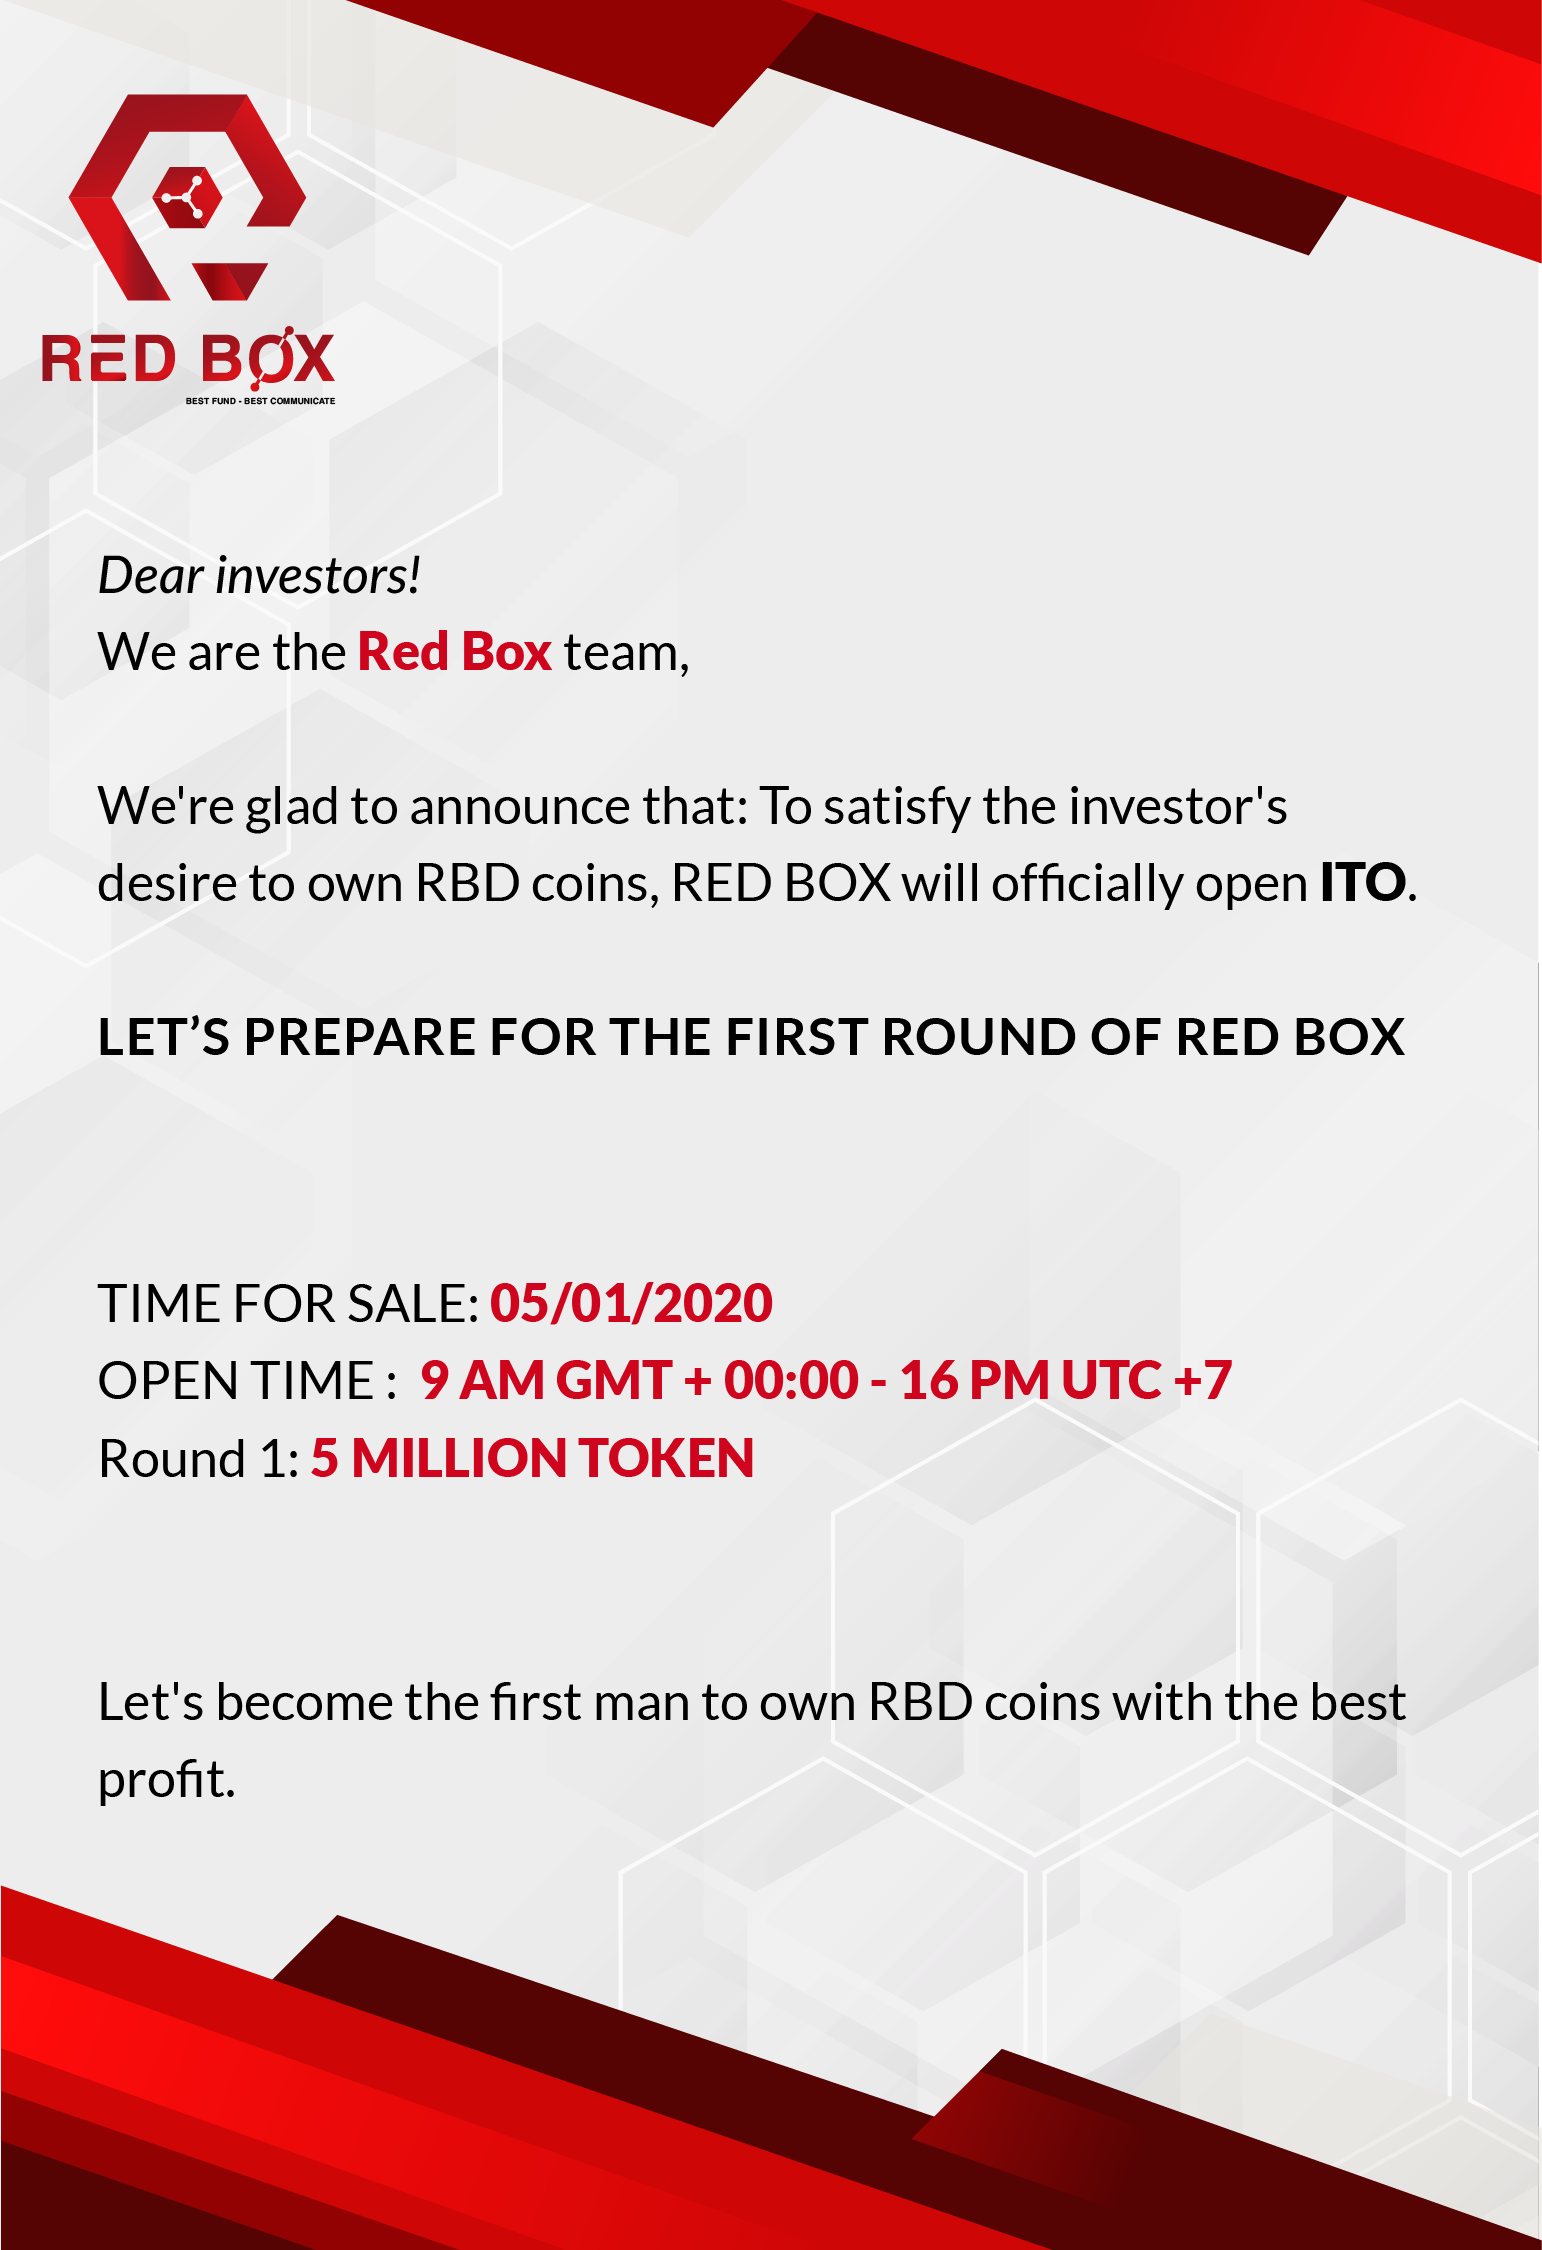 RED BOX
BEST FUND - BEST COMMUNICATE
Dear investors!
We are the Red Box team,
We're glad to announce that: To satisfy the investor's
desire to own RBD coins, RED BOX will officially open ITO.
LET’S PREPARE FOR THE FIRST ROUND OF RED BOX
TIME FOR SALE: 05/01/2020
OPEN TIME : 9 AM GMT + 00:00 - 16 PM UTC +7
Round 1: 5 MILLION TOKEN
Let's become the first man to own RBD coins with the best
profit.